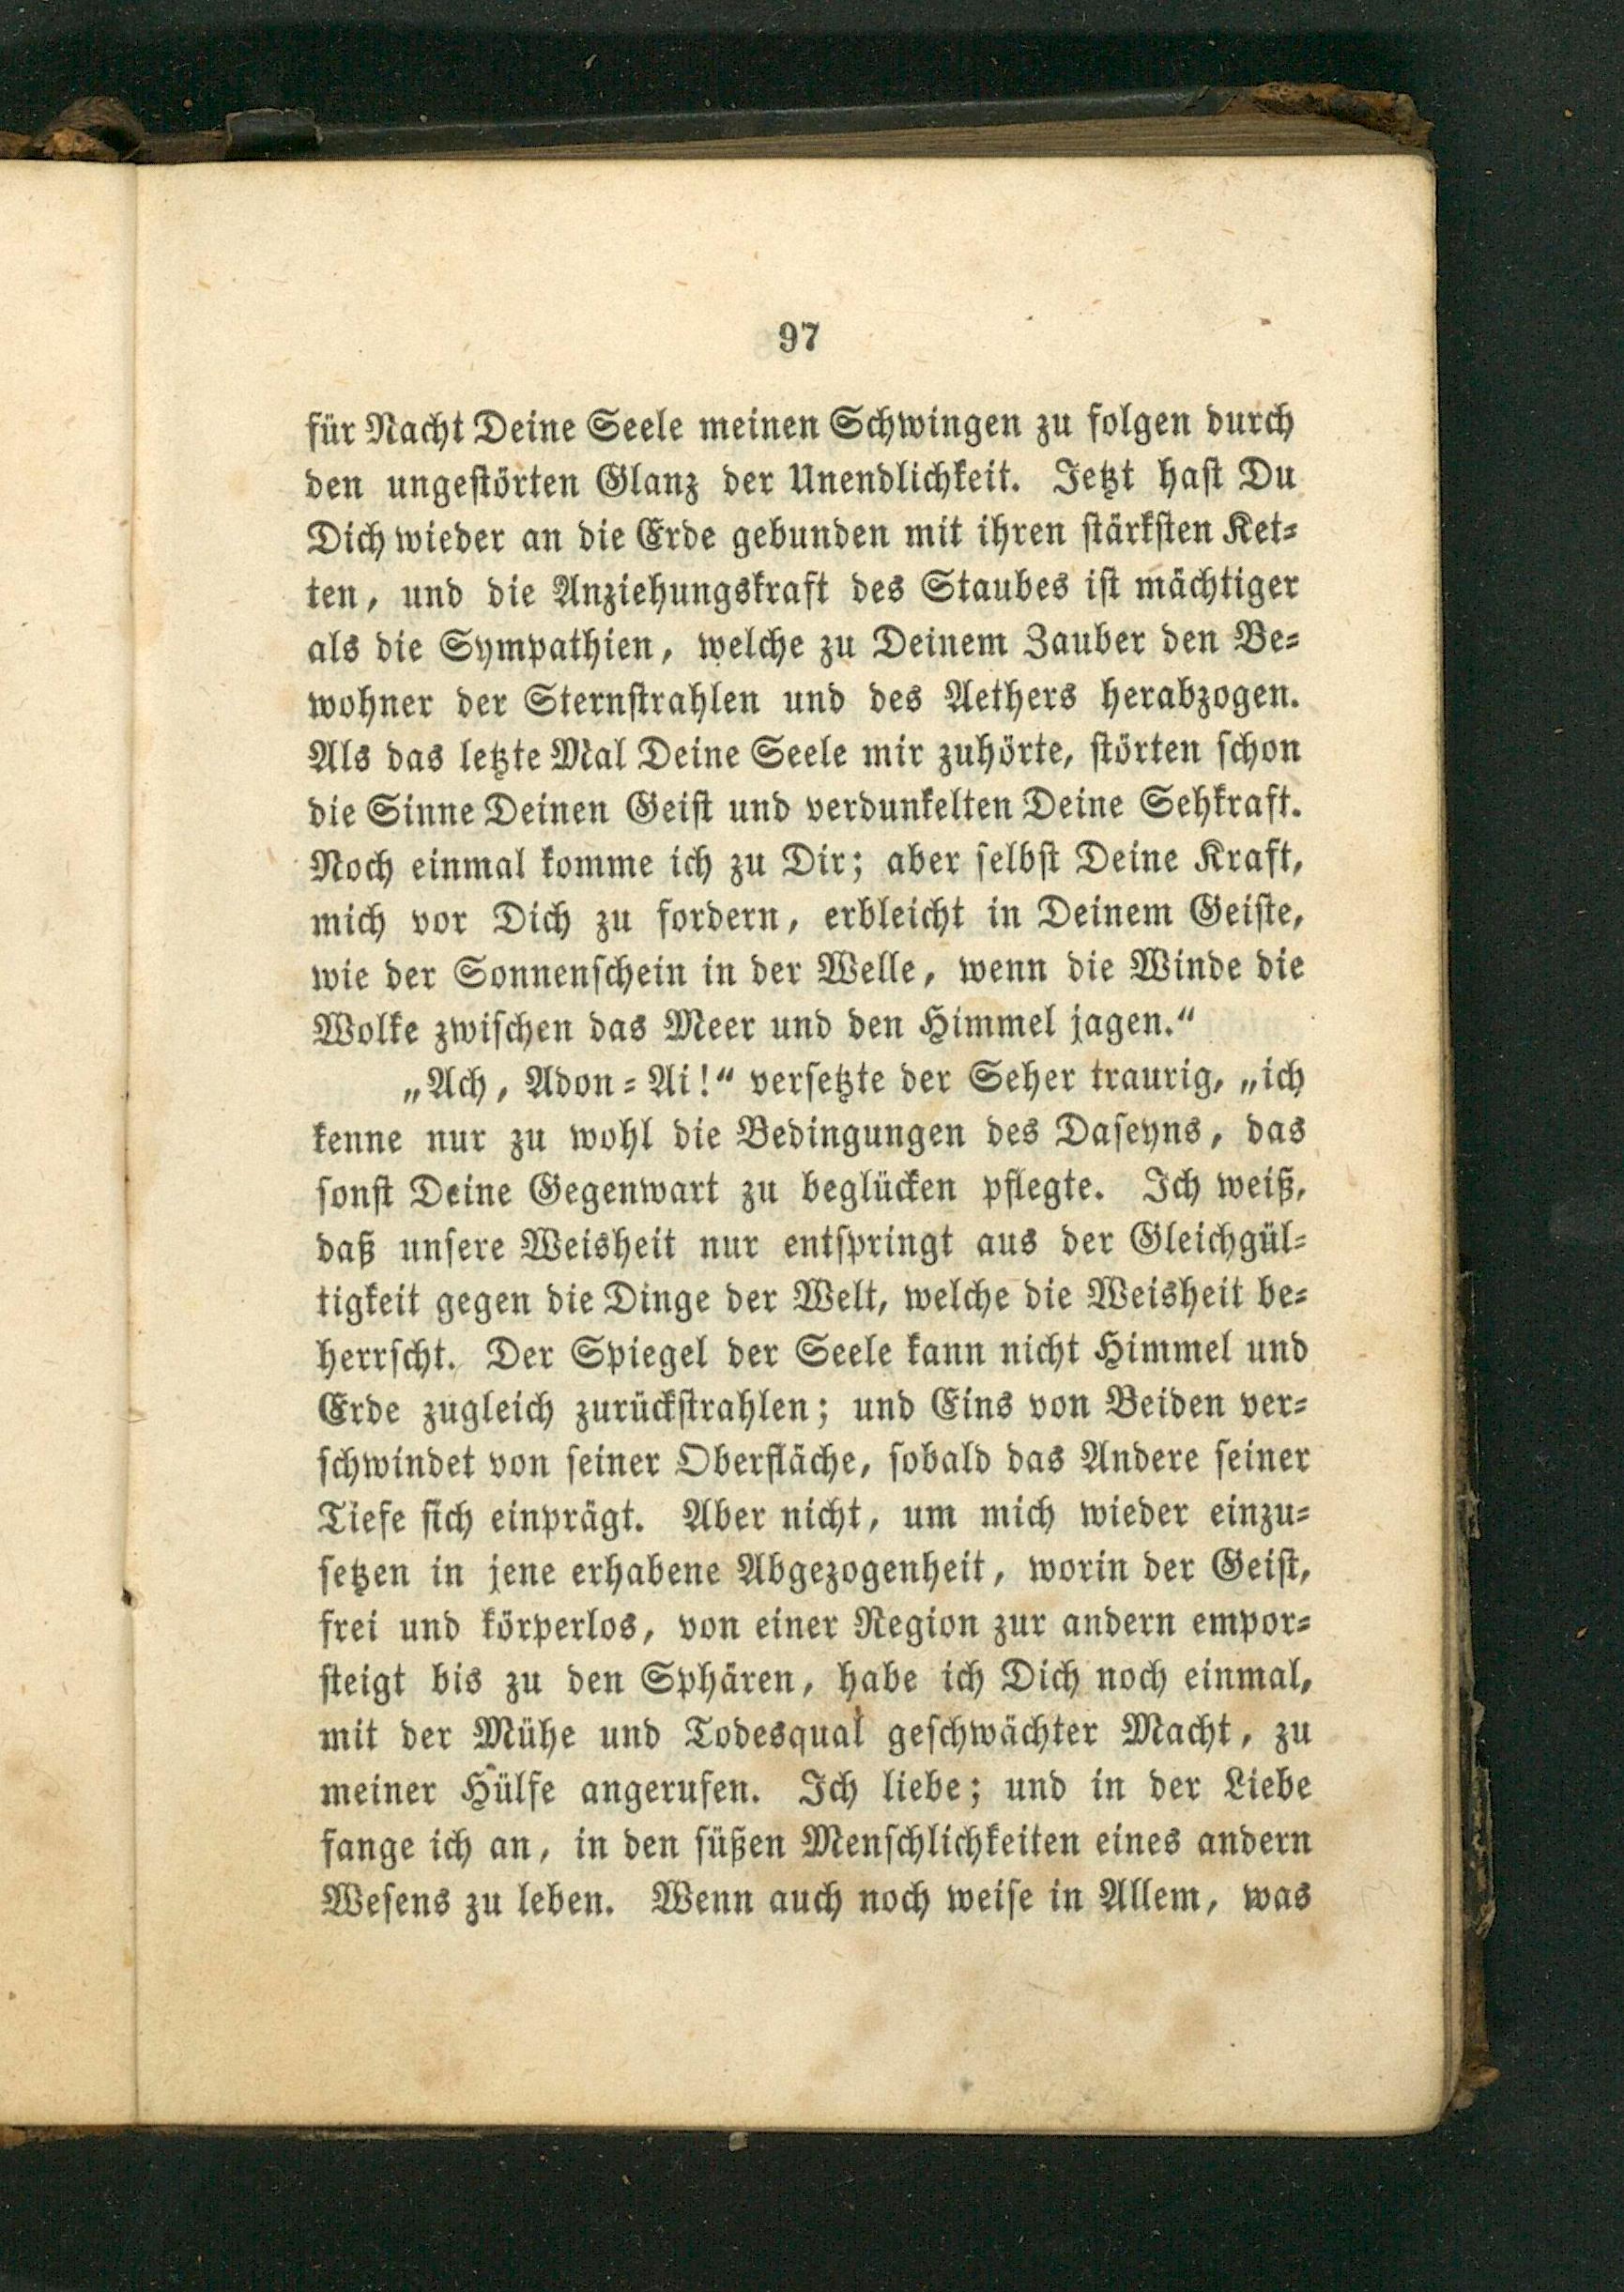 97
für Nacht Deine Seele meinen Schwingen zu folgen durch
den ungestörten Glanz der Unendlichkeit. Jetzt hast Du
Dich wieder an die Erde gebunden mit ihren stärksten Ket-
ten, und die Anziehungskraft des Staubes ist mächtiger
als die Sympathien, welche zu Deinem Zauber den Be-
wohner der Sternstrahlen und des Aethers herabzogen.
Als das letzte Mal Deine Seele mir zuhörte, störten schon
die Sinne Deinen Geist und verdunkelten Deine Sehkraft.
Noch einmal komme ich zu Dir; aber selbst Deine Kraft,
mich vor Dich zu fordern, erbleicht in Deinem Geiste,
wie der Sonnenschein in der Welle, wenn die Winde die
Wolke zwischen das Meer und den Himmel jagen.“
„Ach, Adon-Ai!“ versetzte der Seher traurig, „ich
kenne nur zu wohl die Bedingungen des Daseyns, das
sonst Deine Gegenwart zu beglücken pflegte. Ich weiß,
daß unsere Weisheit nur entspringt aus der Gleichgül-
tigkeit gegen die Dinge der Welt, welche die Weisheit be-
herrscht. Der Spiegel der Seele kann nicht Himmel und
Erde zugleich zurückstrahlen; und Eins von Beiden ver-
schwindet von seiner Oberfläche, sobald das Andere seiner
Tiefe sich einprägt. Aber nicht, um mich wieder einzu-
setzen in jene erhabene Abgezogenheit, worin der Geist,
frei und körperlos, von einer Region zur andern empor-
steigt bis zu den Sphären, habe ich Dich noch einmal,
mit der Mühe und Todesqual geschwächter Macht, zu
meiner Hülfe angerufen. Ich liebe; und in der Liebe
fange ich an, in den süßen Menschlichkeiten eines andern
Wesens zu leben. Wenn auch noch weise in Allem, was